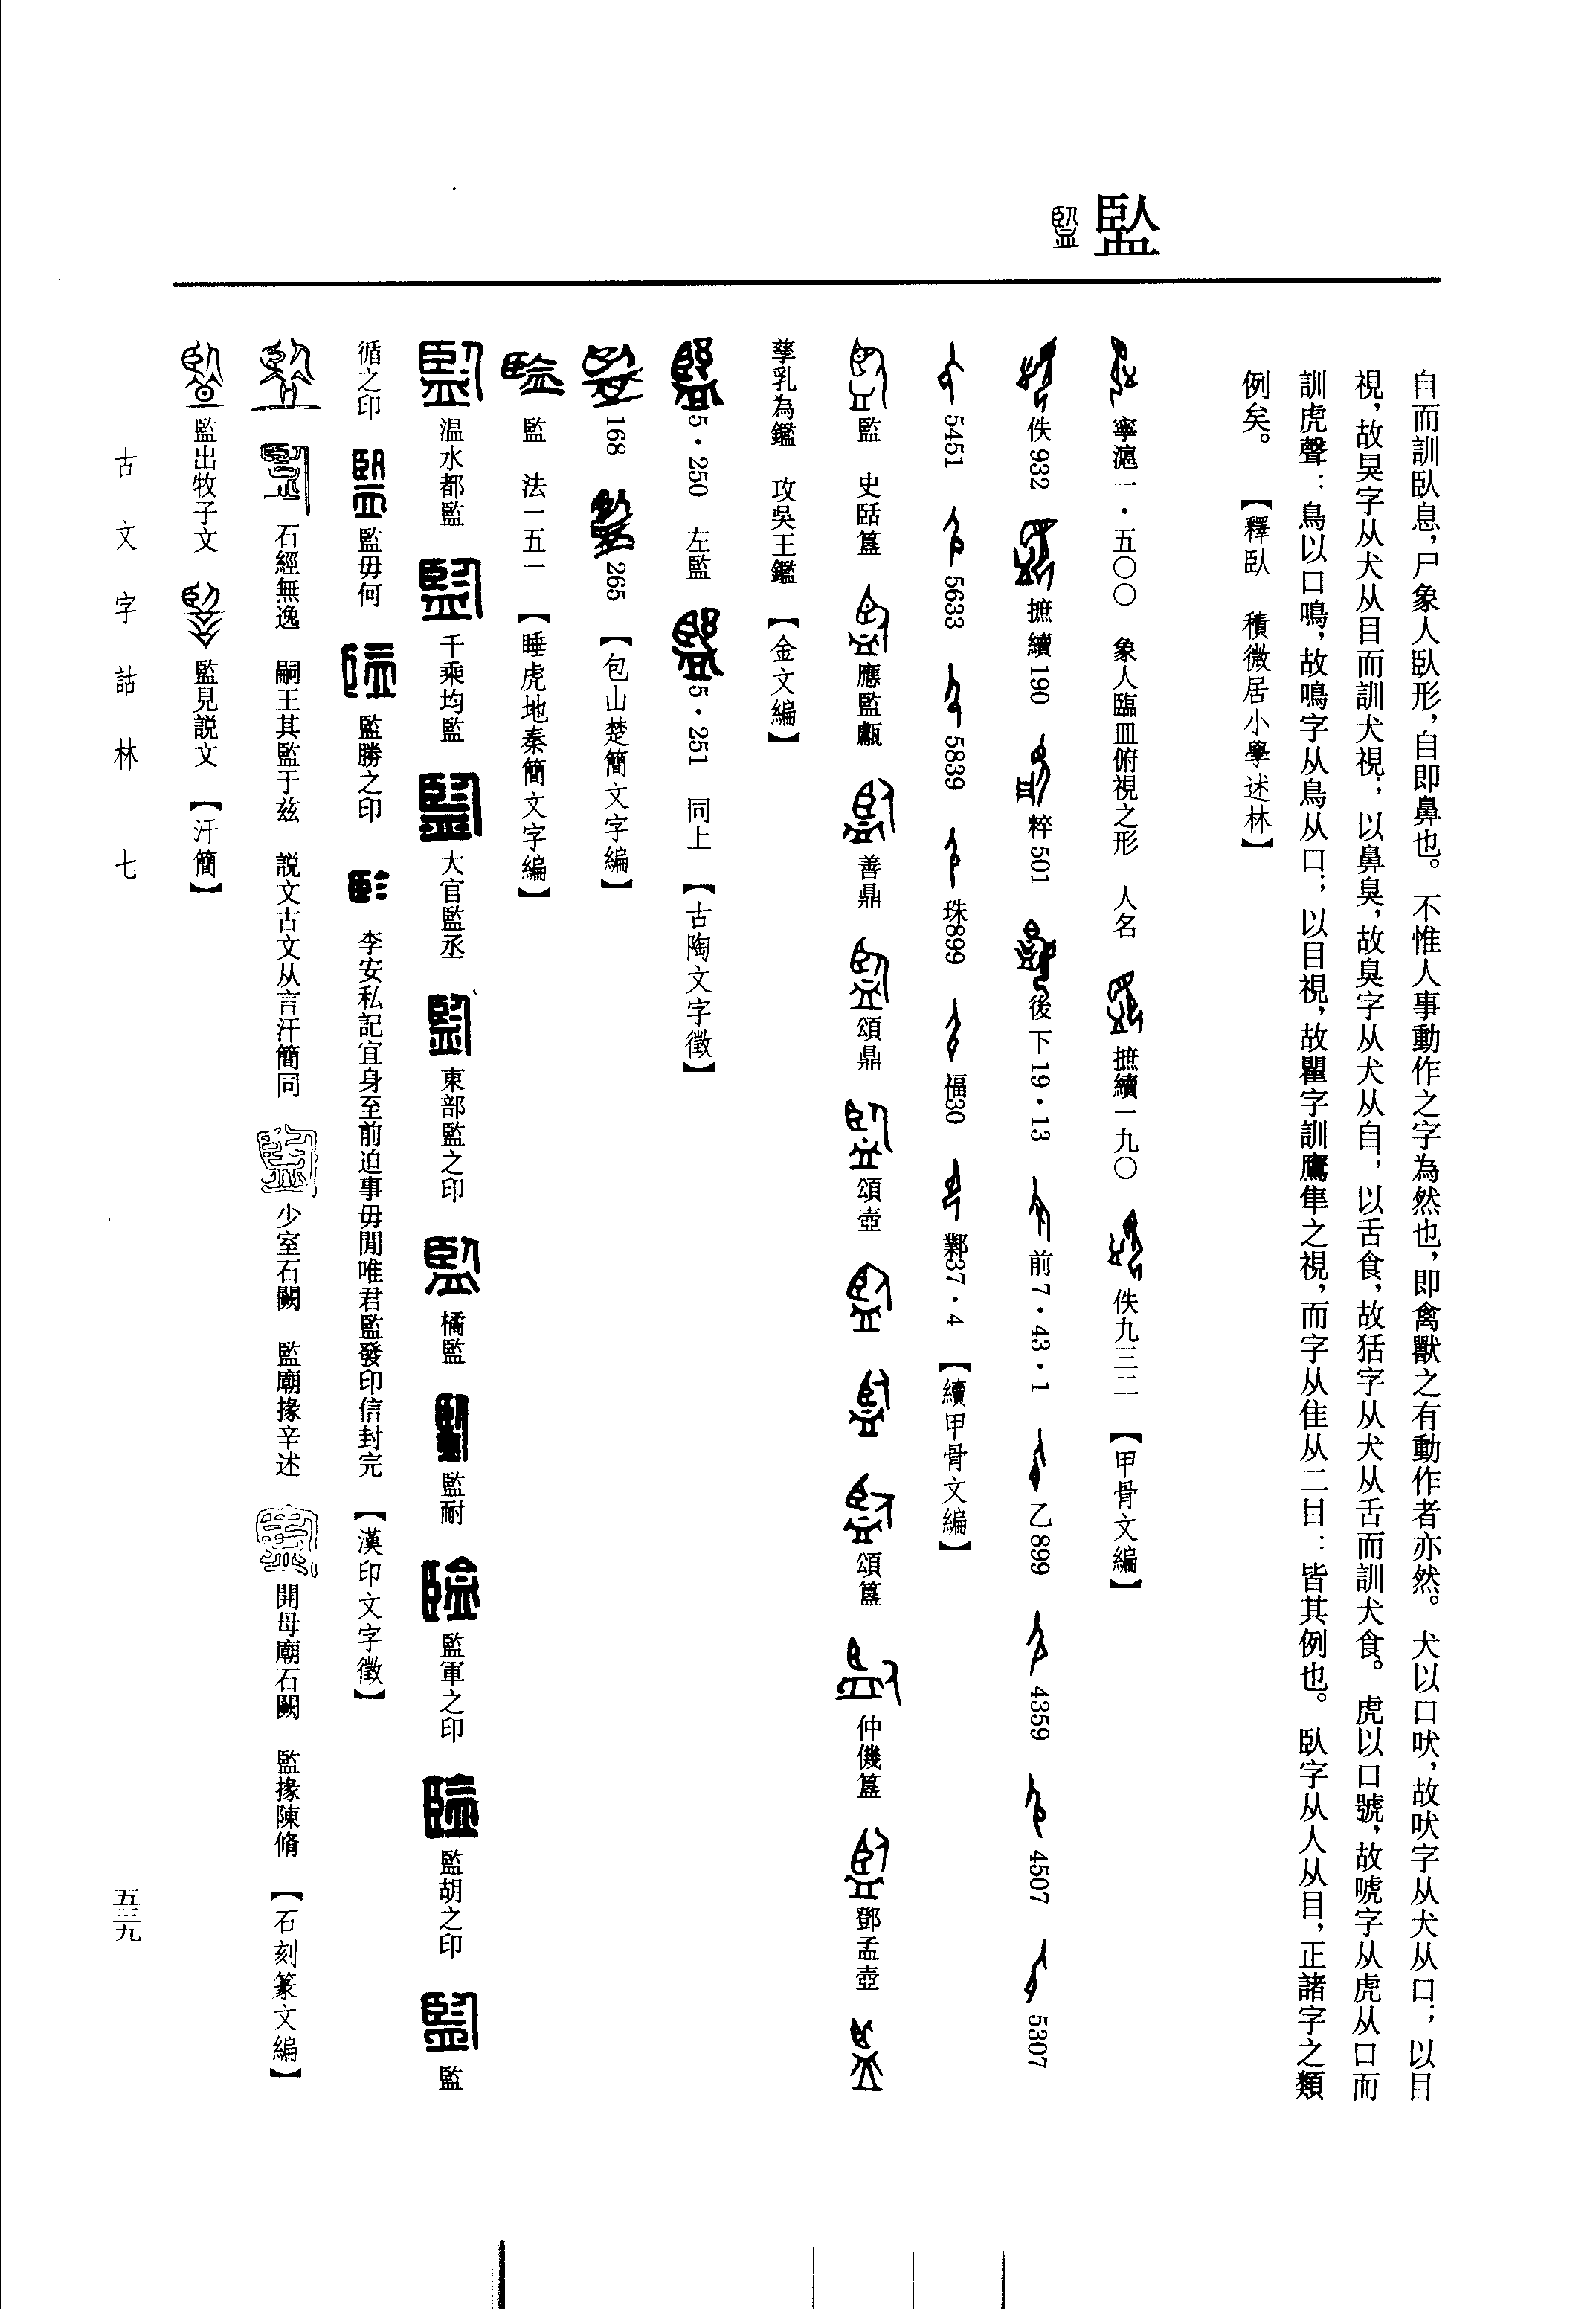 監
自而訓臥息，尸象人臥形，自即鼻也。不惟人事動作之字為然也，即禽獸之有動作者亦然。犬以口吠，故吠字从犬从口；以目
視，故狊字从犬从目而訓犬視；以鼻臭，故臭字从犬从自；以舌食，故狧字从犬从舌而訓犬食。虎以口號，故唬字从虎从口而
訓虎聲：鳥以口鳴，故鳴字从鳥从口；以目視，故瞿字訓鷹隼之視，而字从隹从二目：皆其例也。臥字从人从目，正諸字之類
例矣。　【釋臥　積微居小學述林】
寧滬一・五〇〇　象人臨皿俯視之形　人名　摭續一九〇　佚九三二　【甲骨文編】
佚932　摭續190　粹501　後下19・13　前7・43・1　乙899　4359　4507　5307
5451　5633　5839　珠899　福30　鄴37・4　【續甲骨文編】
監　史䛒簋　應監甗　善鼎　頌鼎　頌壺　頌簋　仲僟簋　鄧孟壺
孳乳為鑑　攻吳王鑑　【金文編】
5・250　左監　5・251　同上　【古陶文字徵】
168　265　【包山楚簡文字編】
監　法一五一　【睡虎地秦簡文字編】
温水都監　千乘均監　大官監丞　東部監之印　橘監　監耐　監軍之印　監胡之印　監
循之印　監毋何　監勝之印　李安私記宜身至前迫事毋閒唯君監發印信封完　【漢印文字徵】
石經無逸　嗣王其監于兹　説文古文从言汗簡同　少室石闕　監廟掾辛述　開母廟石闕　監掾陳脩　【石刻篆文編】
監出牧子文　監見説文　【汗簡】
古文字詁林　七
五三九